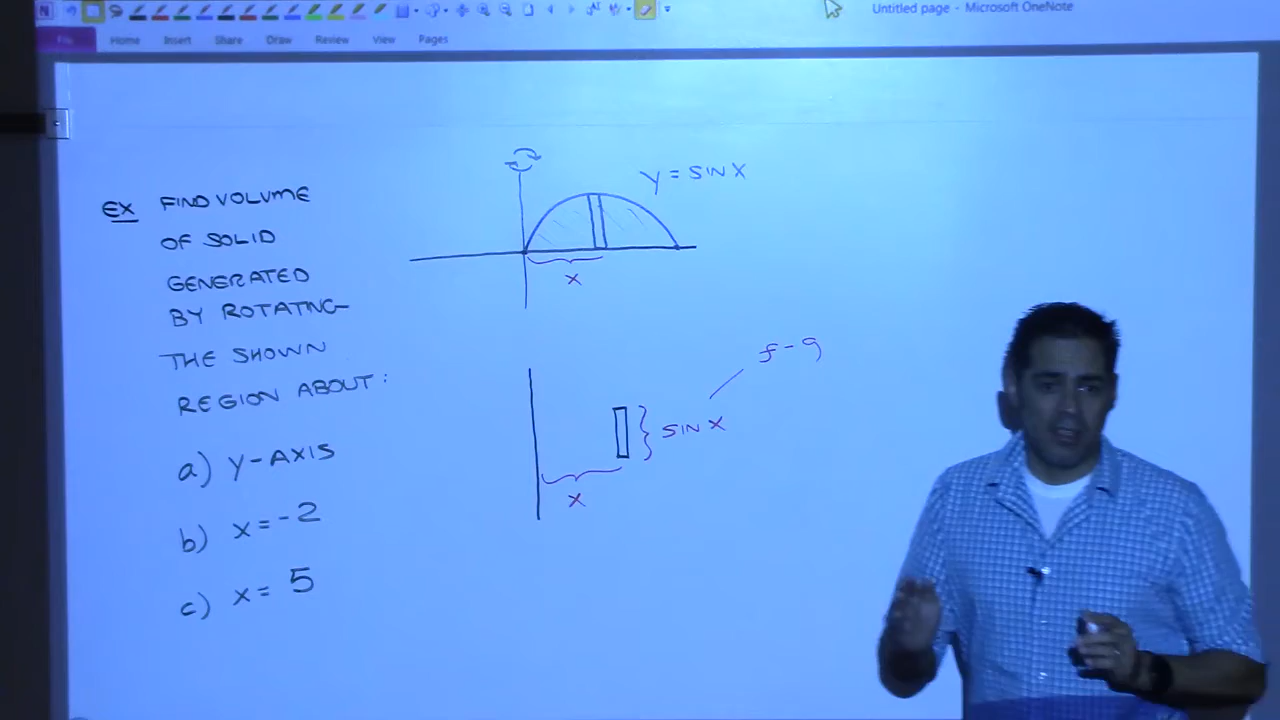 Untitled page - Microsoft OneNote
File Home Insert Share Draw Review View Pages
EX FIND VOLUME
OF SOLID
GENERATED
BY ROTATING
THE SHOWN
REGION ABOUT:
a) Y-AXIS
b) X=-2
c) X= 5
Y = SIN X
X
f-g
SIN X
X